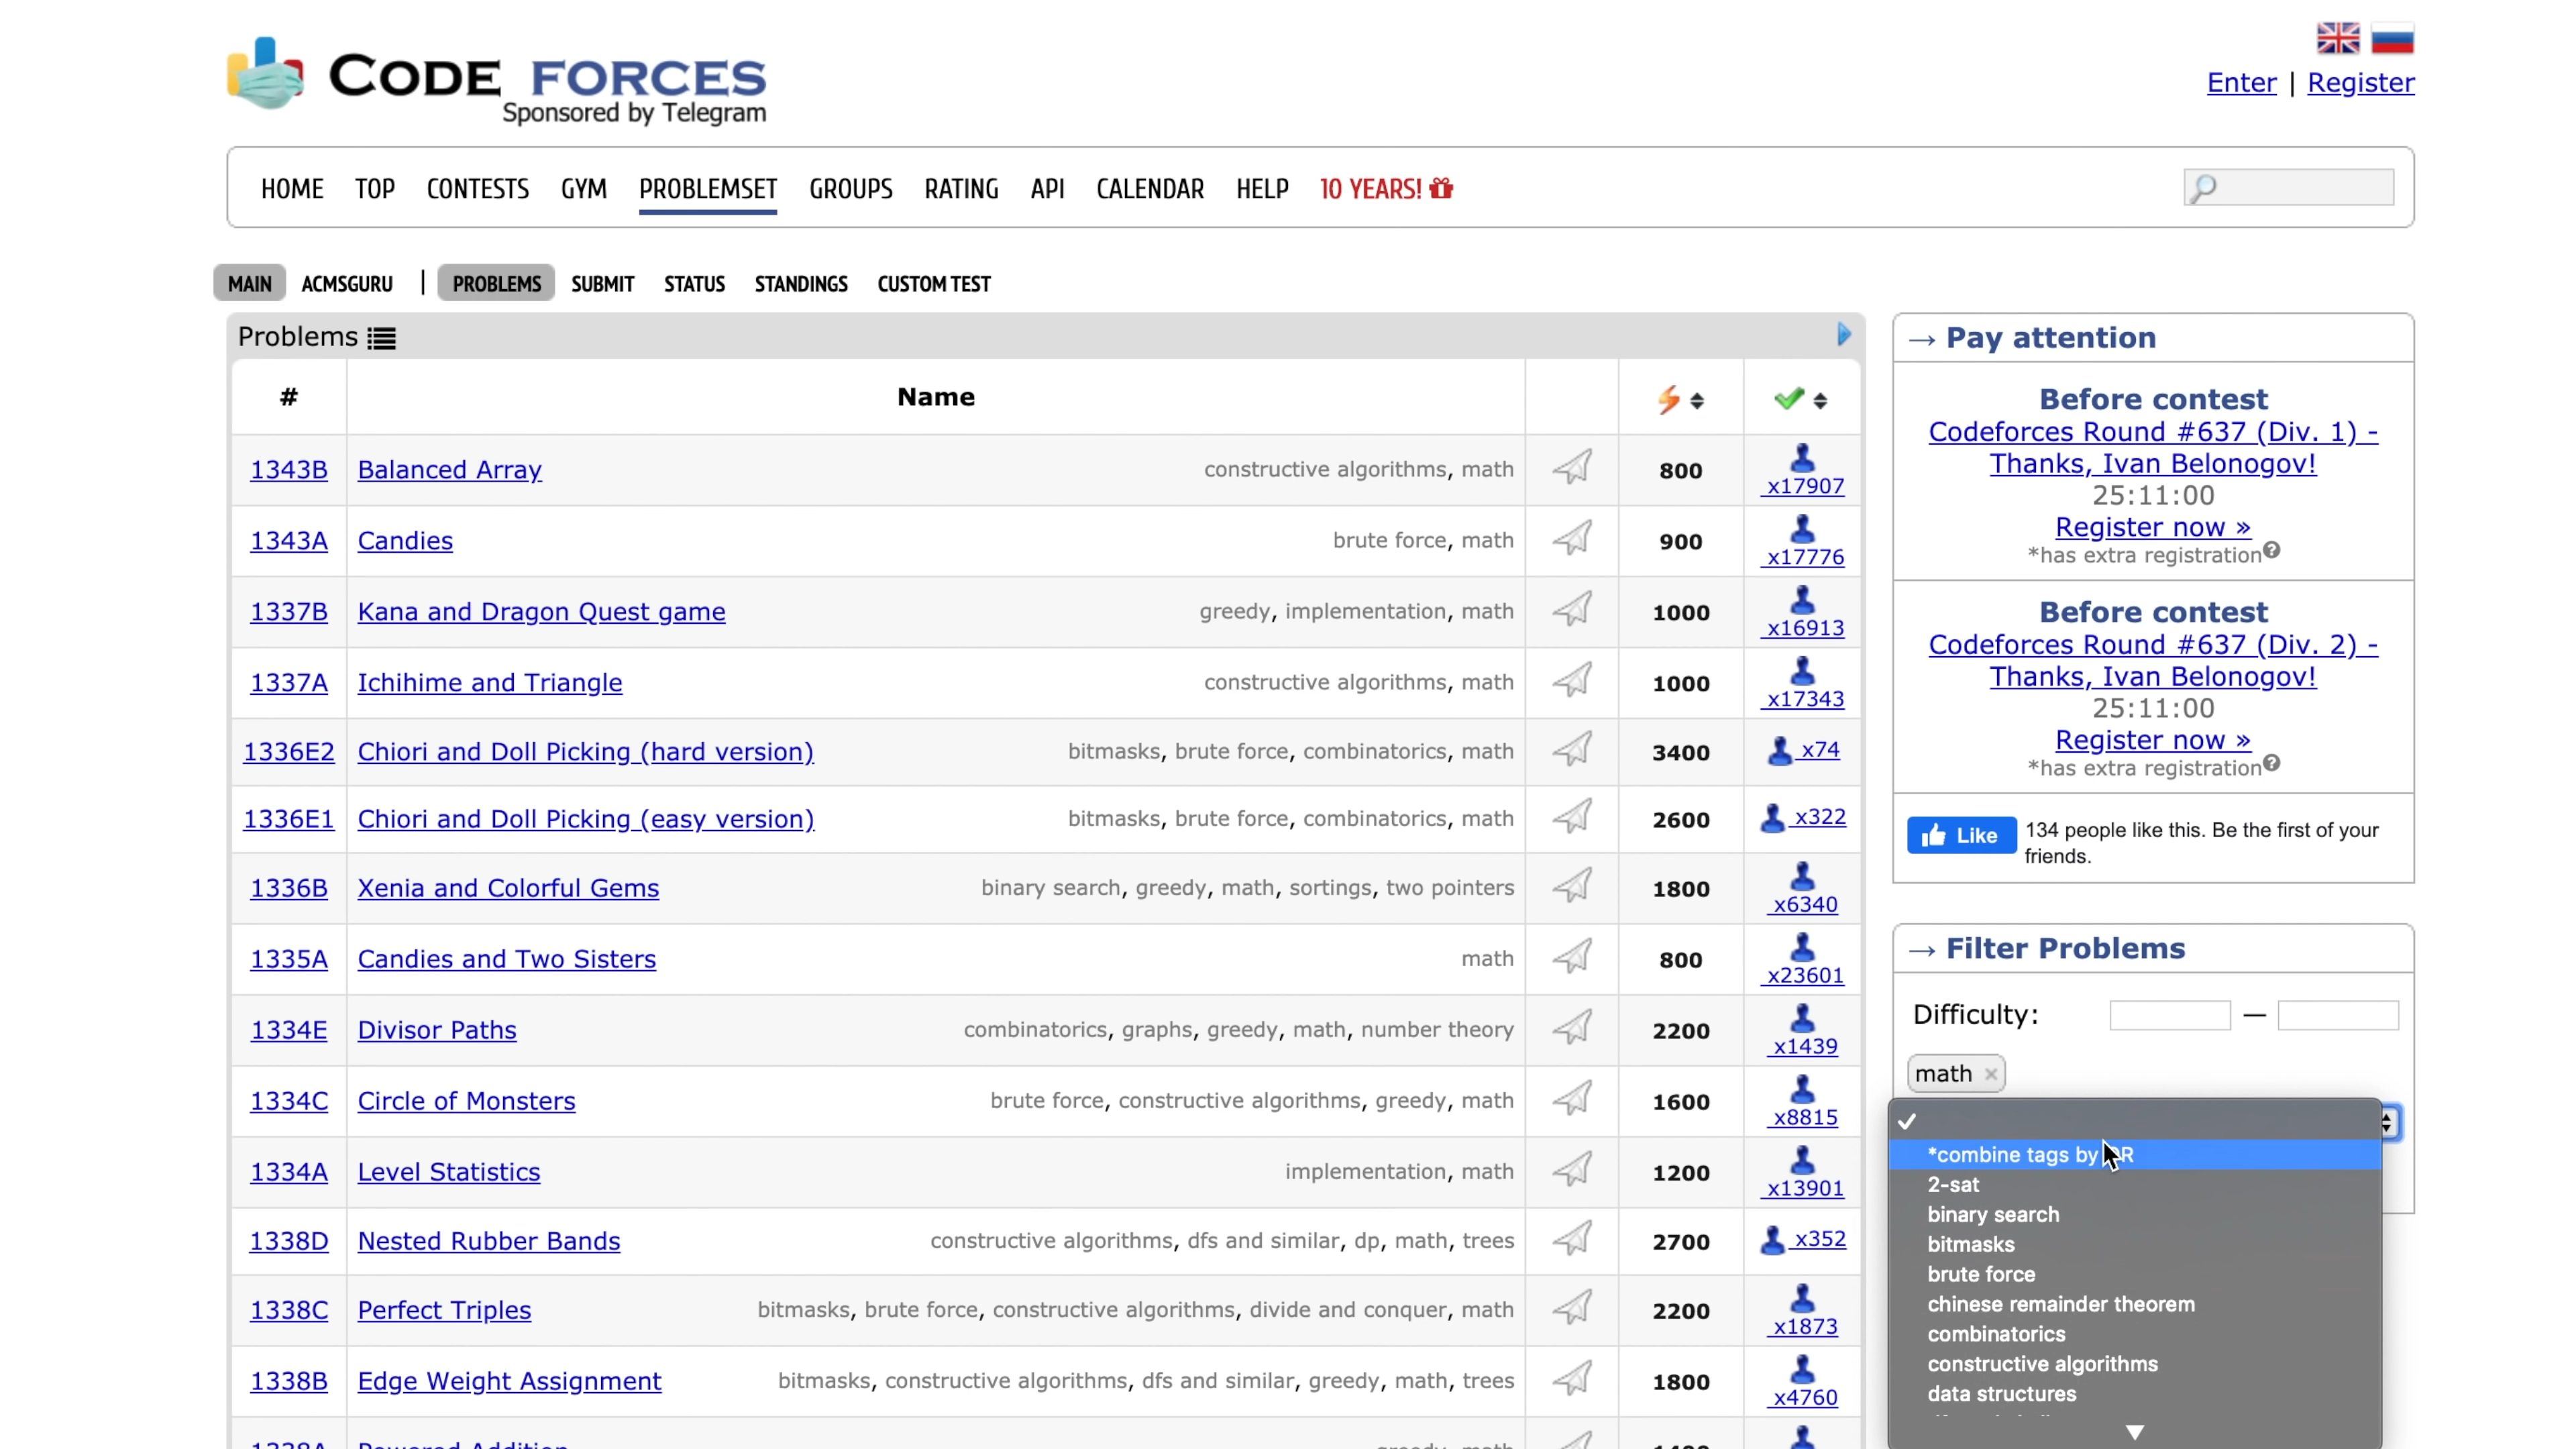 CODE FORCES
Sponsored by Telegram
Enter | Register
HOME TOP CONTESTS GYM PROBLEMSET GROUPS RATING API CALENDAR HELP 10 YEARS!
MAIN ACMSGURU | PROBLEMS SUBMIT STATUS STANDINGS CUSTOM TEST
Problems
# Name
1343B Balanced Array constructive algorithms, math 800 x17907
1343A Candies brute force, math 900 x17776
1337B Kana and Dragon Quest game greedy, implementation, math 1000 x16913
1337A Ichihime and Triangle constructive algorithms, math 1000 x17343
1336E2 Chiori and Doll Picking (hard version) bitmasks, brute force, combinatorics, math 3400 x74
1336E1 Chiori and Doll Picking (easy version) bitmasks, brute force, combinatorics, math 2600 x322
1336B Xenia and Colorful Gems binary search, greedy, math, sortings, two pointers 1800 x6340
1335A Candies and Two Sisters math 800 x23601
1334E Divisor Paths combinatorics, graphs, greedy, math, number theory 2200 x1439
1334C Circle of Monsters brute force, constructive algorithms, greedy, math 1600 x8815
1334A Level Statistics implementation, math 1200 x13901
1338D Nested Rubber Bands constructive algorithms, dfs and similar, dp, math, trees 2700 x352
1338C Perfect Triples bitmasks, brute force, constructive algorithms, divide and conquer, math 2200 x1873
1338B Edge Weight Assignment bitmasks, constructive algorithms, dfs and similar, greedy, math, trees 1800 x4760
→ Pay attention
Before contest
Codeforces Round #637 (Div. 1) -
Thanks, Ivan Belonogov!
25:11:00
Register now »
*has extra registration
Before contest
Codeforces Round #637 (Div. 2) -
Thanks, Ivan Belonogov!
25:11:00
Register now »
*has extra registration
Like 134 people like this. Be the first of your
friends.
→ Filter Problems
Difficulty: —
math ×
*combine tags by
2-sat
binary search
bitmasks
brute force
chinese remainder theorem
combinatorics
constructive algorithms
data structures